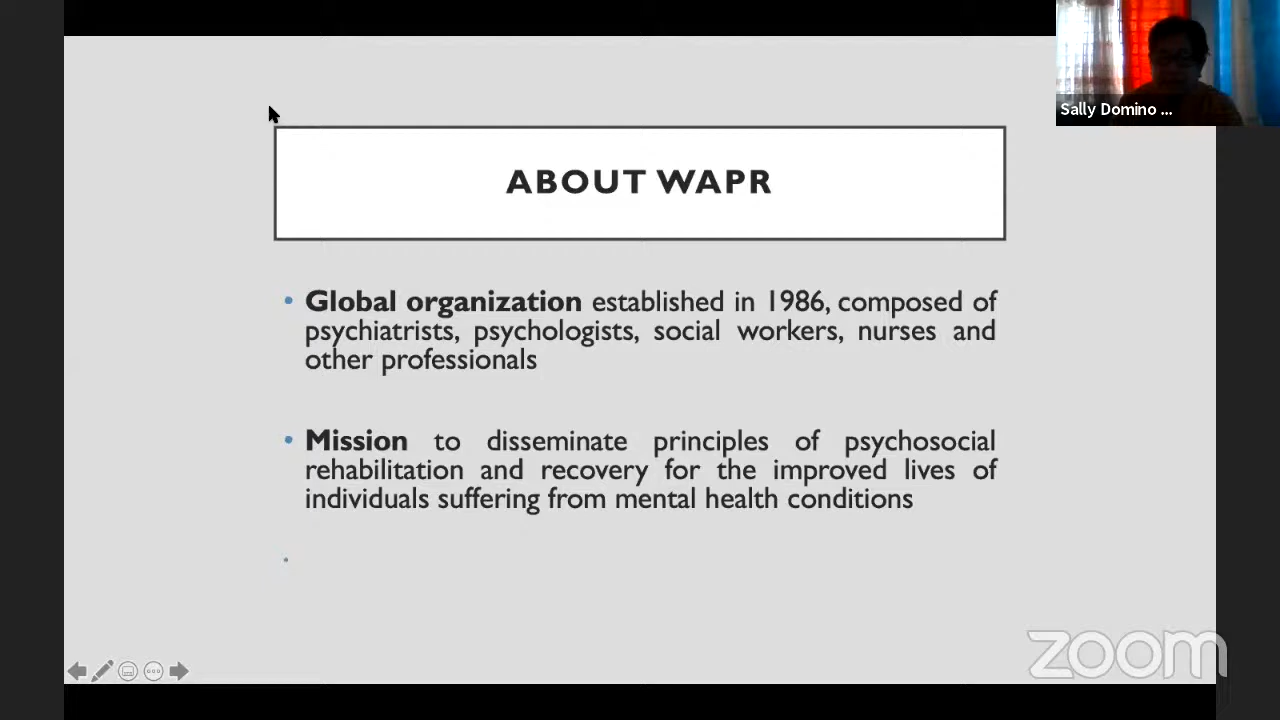 Sally Domino ...
ABOUT WAPR
• Global organization established in 1986, composed of
psychiatrists, psychologists, social workers, nurses and
other professionals
• Mission to disseminate principles of psychosocial
rehabilitation and recovery for the improved lives of
individuals suffering from mental health conditions
•
zoom